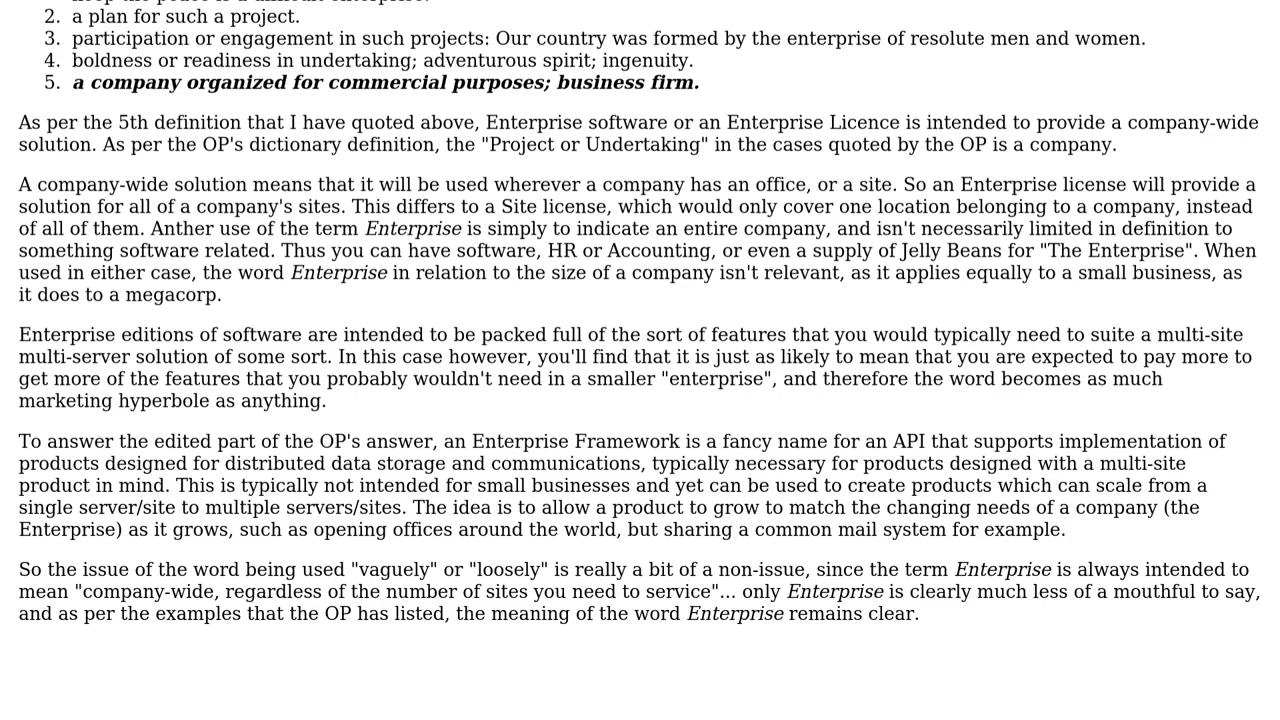 2. a plan for such a project.
3. participation or engagement in such projects: Our country was formed by the enterprise of resolute men and women.
4. boldness or readiness in undertaking; adventurous spirit; ingenuity.
5. a company organized for commercial purposes; business firm.
As per the 5th definition that I have quoted above, Enterprise software or an Enterprise Licence is intended to provide a company-wide
solution. As per the OP's dictionary definition, the "Project or Undertaking" in the cases quoted by the OP is a company.
A company-wide solution means that it will be used wherever a company has an office, or a site. So an Enterprise license will provide a
solution for all of a company's sites. This differs to a Site license, which would only cover one location belonging to a company, instead
of all of them. Anther use of the term Enterprise is simply to indicate an entire company, and isn't necessarily limited in definition to
something software related. Thus you can have software, HR or Accounting, or even a supply of Jelly Beans for "The Enterprise". When
used in either case, the word Enterprise in relation to the size of a company isn't relevant, as it applies equally to a small business, as
it does to a megacorp.
Enterprise editions of software are intended to be packed full of the sort of features that you would typically need to suite a multi-site
multi-server solution of some sort. In this case however, you'll find that it is just as likely to mean that you are expected to pay more to
get more of the features that you probably wouldn't need in a smaller "enterprise", and therefore the word becomes as much
marketing hyperbole as anything.
To answer the edited part of the OP's answer, an Enterprise Framework is a fancy name for an API that supports implementation of
products designed for distributed data storage and communications, typically necessary for products designed with a multi-site
product in mind. This is typically not intended for small businesses and yet can be used to create products which can scale from a
single server/site to multiple servers/sites. The idea is to allow a product to grow to match the changing needs of a company (the
Enterprise) as it grows, such as opening offices around the world, but sharing a common mail system for example.
So the issue of the word being used "vaguely" or "loosely" is really a bit of a non-issue, since the term Enterprise is always intended to
mean "company-wide, regardless of the number of sites you need to service"... only Enterprise is clearly much less of a mouthful to say,
and as per the examples that the OP has listed, the meaning of the word Enterprise remains clear.